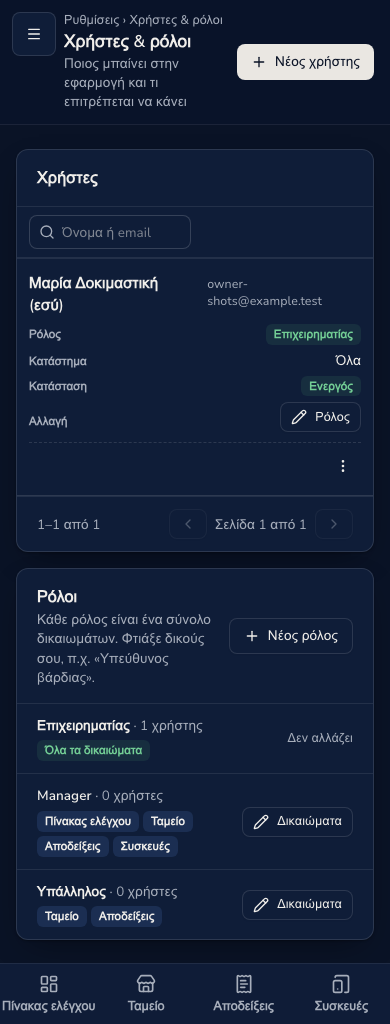 Ρυθμίσεις › Χρήστες & ρόλοι
Χρήστες & ρόλοι
Ποιος μπαίνει στην
εφαρμογή και τι
επιτρέπεται να κάνει
Νέος χρήστης
Χρήστες
Όνομα ή email
Μαρία Δοκιμαστική
(εσύ)
owner-
shots@example.test
Ρόλος
Επιχειρηματίας
Κατάστημα
Όλα
Κατάσταση
Ενεργός
Αλλαγή
Ρόλος
1–1 από 1
Σελίδα 1 από 1
Ρόλοι
Κάθε ρόλος είναι ένα σύνολο
δικαιωμάτων. Φτιάξε δικούς
σου, π.χ. «Υπεύθυνος
βάρδιας».
Νέος ρόλος
Επιχειρηματίας · 1 χρήστης
Όλα τα δικαιώματα
Δεν αλλάζει
Manager · 0 χρήστες
Πίνακας ελέγχου Ταμείο
Αποδείξεις Συσκευές
Δικαιώματα
Υπάλληλος · 0 χρήστες
Ταμείο Αποδείξεις
Δικαιώματα
Πίνακας ελέγχου Ταμείο Αποδείξεις Συσκευές